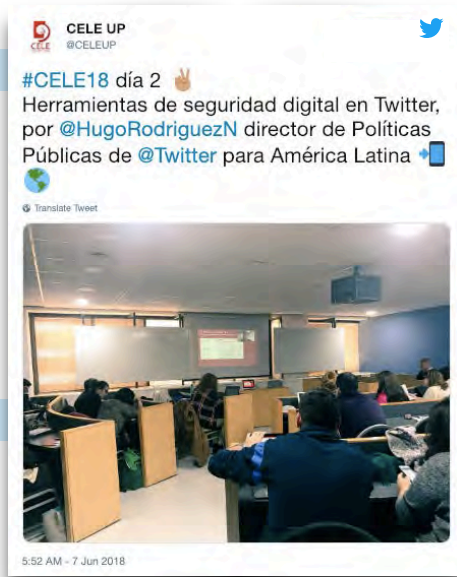 CELE UP
@CELEUP
CELE
#CELE18 día 2 ✌🏽
Herramientas de seguridad digital en Twitter,
por @HugoRodriguezN director de Políticas
Públicas de @Twitter para América Latina 📲
🌎
Translate Tweet
5:52 AM - 7 Jun 2018